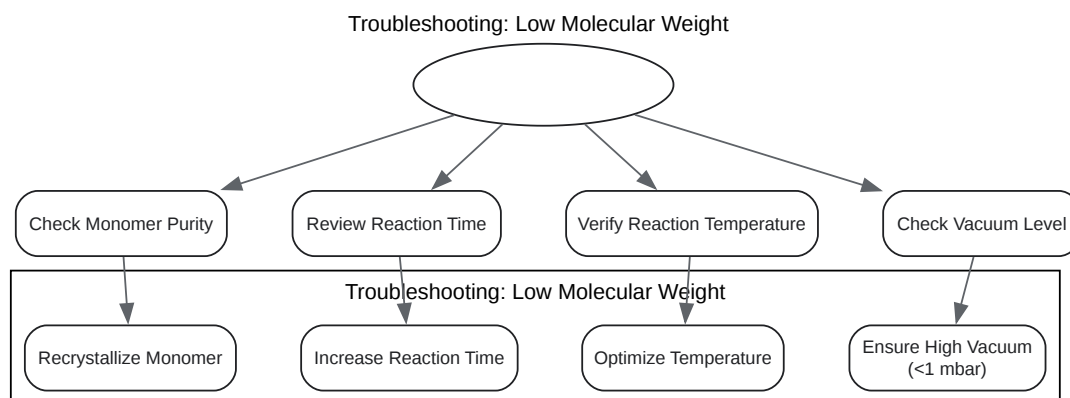 Troubleshooting: Low Molecular Weight
Check Monomer Purity
Review Reaction Time
Verify Reaction Temperature
Check Vacuum Level
Troubleshooting: Low Molecular Weight
Recrystallize Monomer
Increase Reaction Time
Optimize Temperature
Ensure High Vacuum
(<1 mbar)